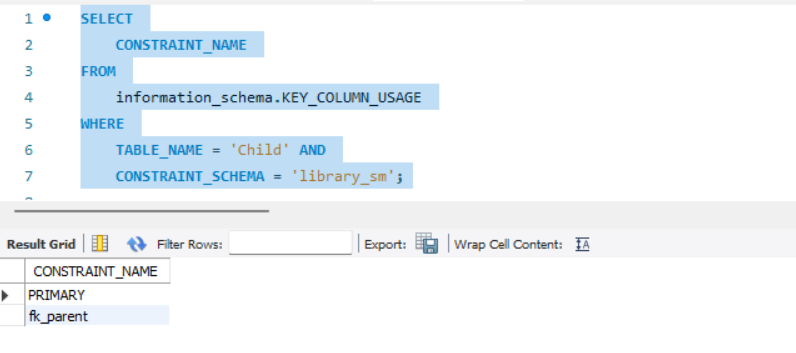 1 SELECT
2 CONSTRAINT_NAME
3 FROM
4 information_schema.KEY_COLUMN_USAGE
5 WHERE
6 TABLE_NAME = 'Child' AND
7 CONSTRAINT_SCHEMA = 'library_sm';
Result Grid Filter Rows: Export: Wrap Cell Content: IA
CONSTRAINT_NAME
PRIMARY
fk_parent